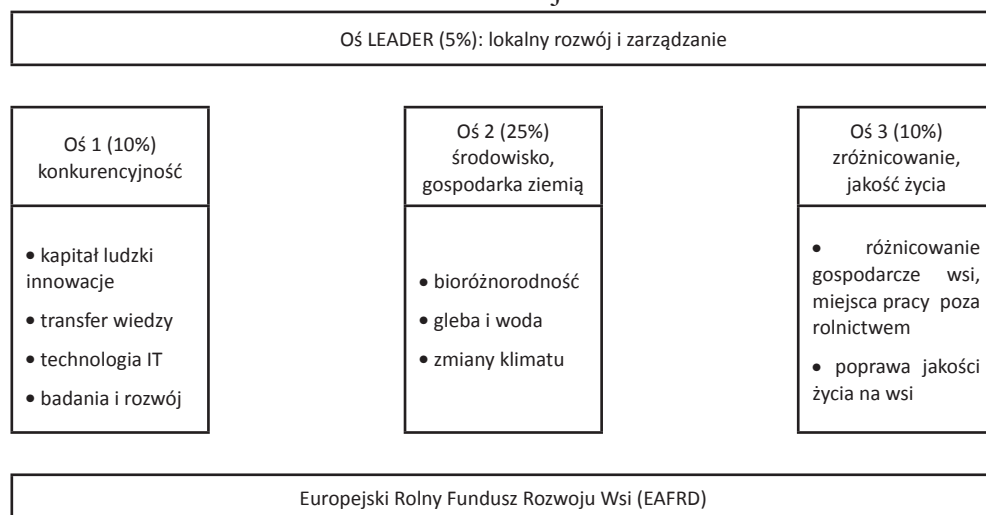 Oś LEADER (5%): lokalny rozwój i zarządzanie
Oś 1 (10%)
konkurencyjność
Oś 2 (25%)
środowisko,
gospodarka ziemią
Oś 3 (10%)
zróżnicowanie,
jakość życia
• kapitał ludzki
innowacje
• transfer wiedzy
• technologia IT
• badania i rozwój
• bioróżnorodność
• gleba i woda
• zmiany klimatu
• różnicowanie
gospodarcze wsi,
miejsca pracy poza
rolnictwem
• poprawa jakości
życia na wsi
Europejski Rolny Fundusz Rozwoju Wsi (EAFRD)